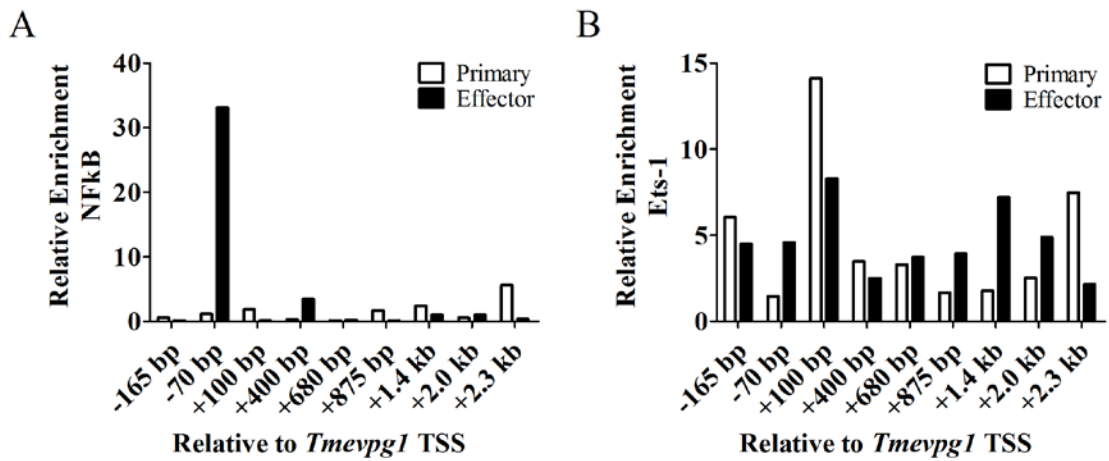 A
Relative Enrichment
NFkB
40
30
20
10
0
Primary
Effector
-165 bp
-70 bp
+100 bp
+400 bp
+680 bp
+875 bp
+1.4 kb
+2.0 kb
+2.3 kb
Relative to Tmevpg1 TSS
B
Relative Enrichment
Ets-1
15
10
5
0
Primary
Effector
-165 bp
-70 bp
+100 bp
+400 bp
+680 bp
+875 bp
+1.4 kb
+2.0 kb
+2.3 kb
Relative to Tmevpg1 TSS